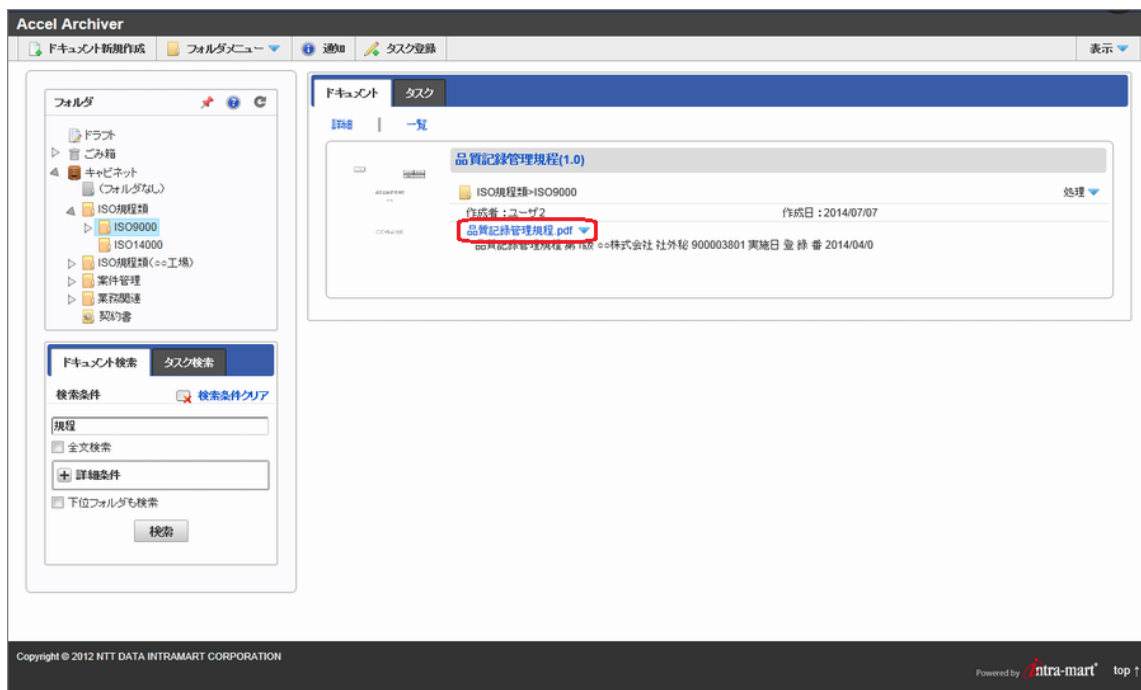 Accel Archiver
ドキュメント新規作成 フォルダメニュー 通知 タスク登録 表示
フォルダ
ドラフト
ごみ箱
キャビネット
(フォルダなし)
ISO規程類
ISO9000
ISO14000
ISO規程類(○○工場)
案件管理
業務関連
契約書
ドキュメント検索 タスク検索
検索条件 検索条件クリア
規程
全文検索
詳細条件
下位フォルダも検索
検索
ドキュメント タスク
詳細 | 一覧
品質記録管理規程(1.0)
ISO規程類>ISO9000 処理
作成者:ユーザ2 作成日:2014/07/07
品質記録管理規程.pdf
品質記録管理規程 第1版 ○○株式会社 社外秘 900003801 実施日 登 録 番 2014/04/0
Copyright © 2012 NTT DATA INTRAMART CORPORATION
Powered by intra-mart top ↑